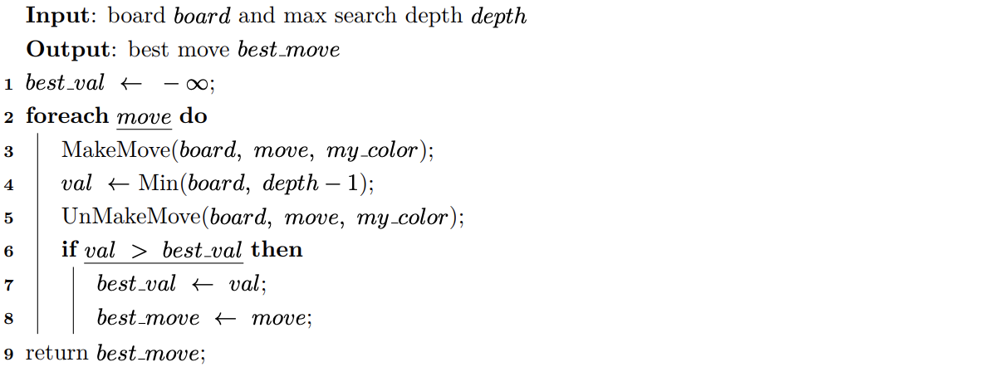 Input: board board and max search depth depth
Output: best move best_move
1 best_val ← −∞;
2 foreach move do
3 MakeMove(board, move, my_color);
4 val ← Min(board, depth − 1);
5 UnMakeMove(board, move, my_color);
6 if val > best_val then
7 best_val ← val;
8 best_move ← move;
9 return best_move;